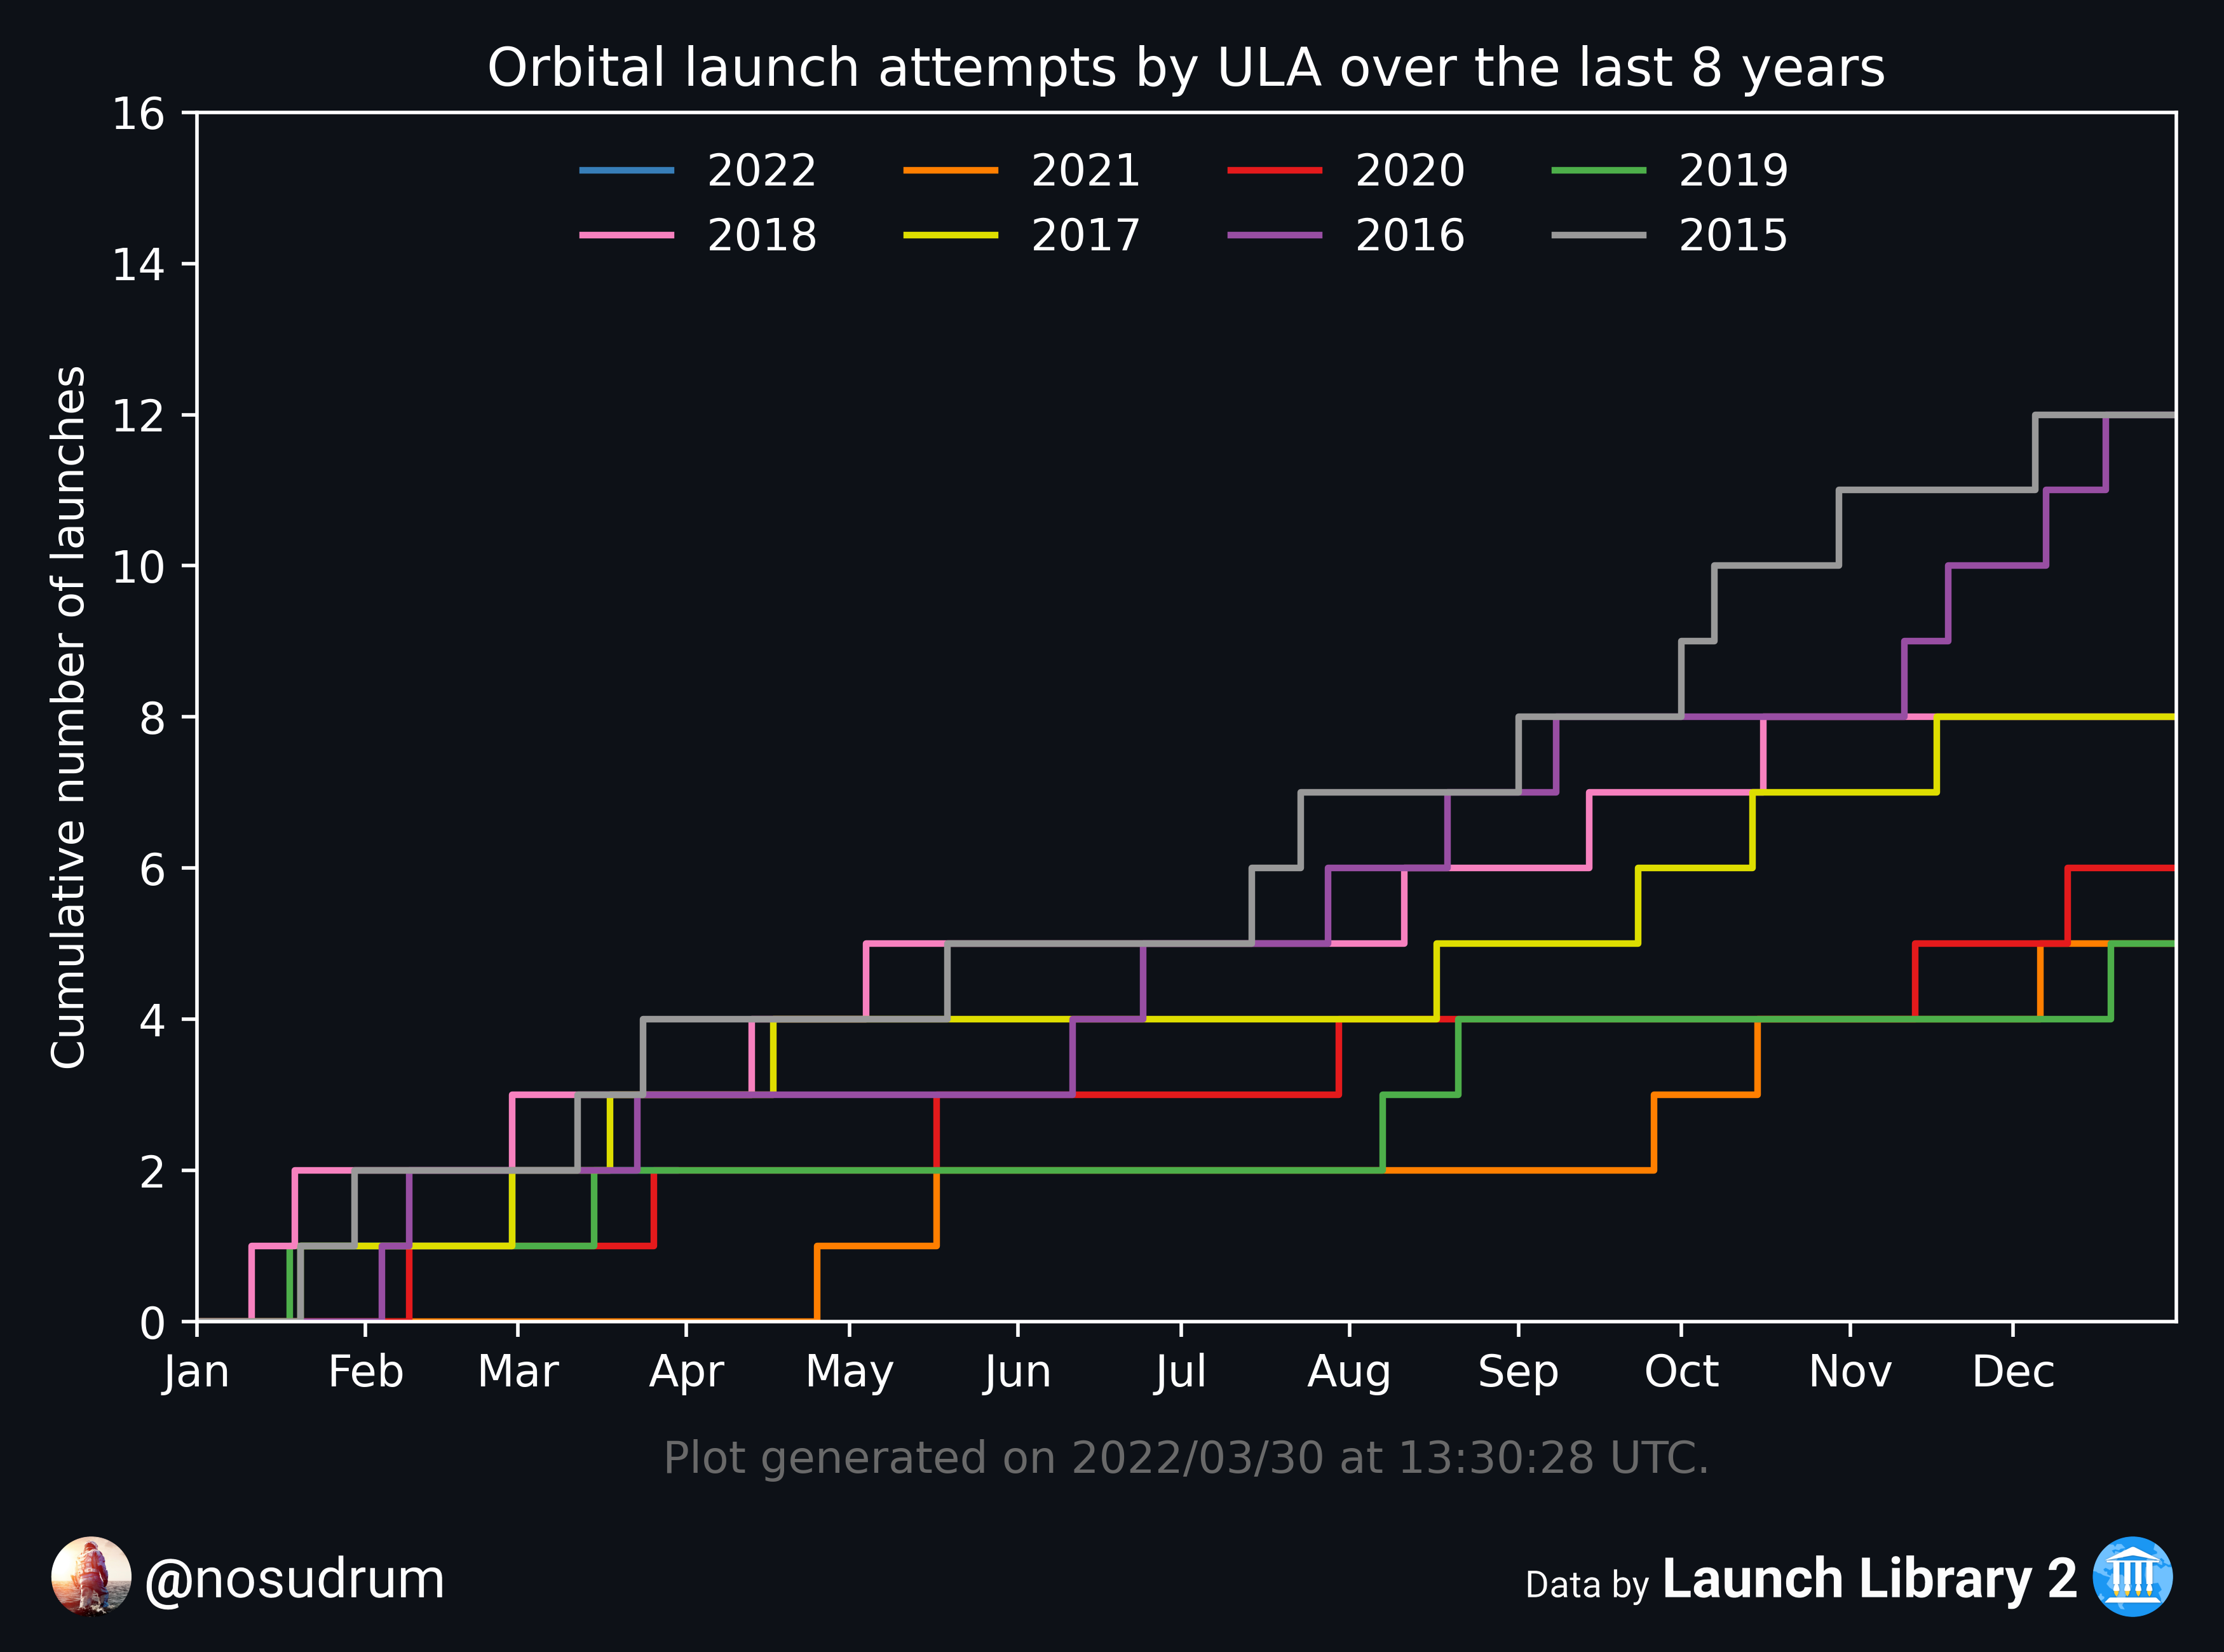 Orbital launch attempts by ULA over the last 8 years
16
2022 2021 2020 2019
2018 2017 2016 2015
14
12
10
8
6
4
2
0
Cumulative number of launches
Jan Feb Mar Apr May Jun Jul Aug Sep Oct Nov Dec
Plot generated on 2022/03/30 at 13:30:28 UTC.
@nosudrum
Data by Launch Library 2